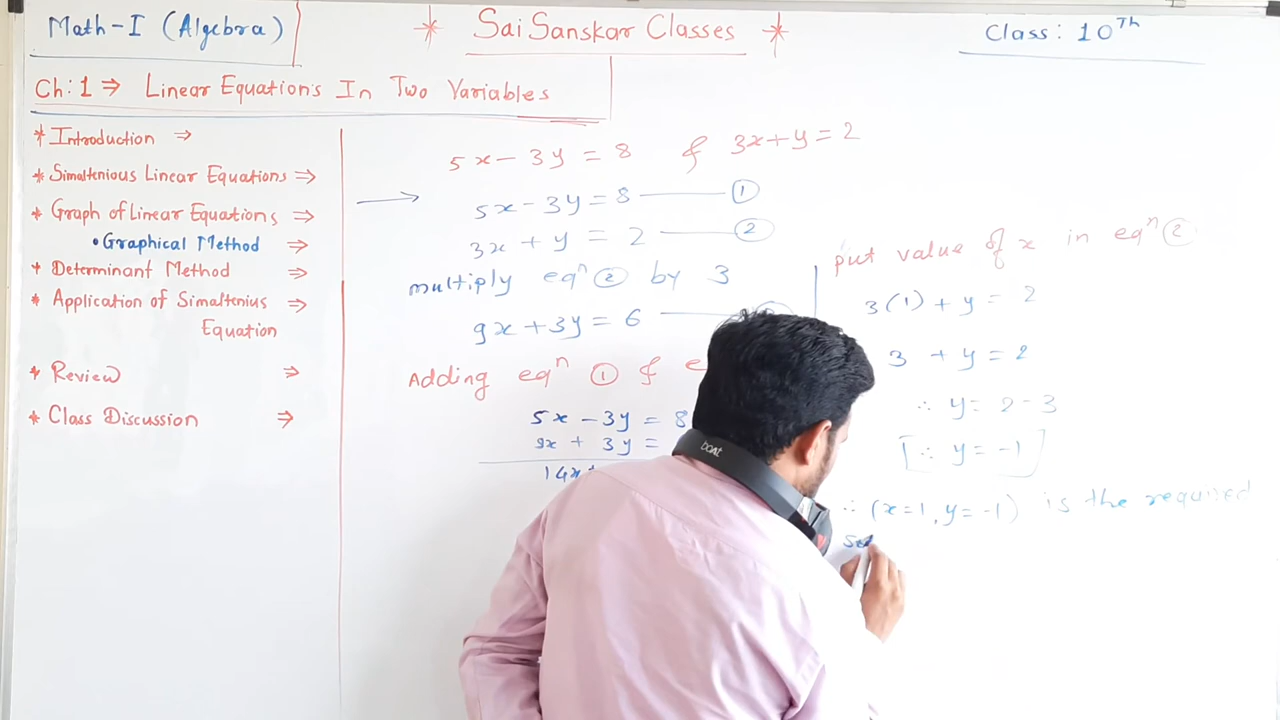 Math-I (Algebra)
* Sai Sanskar Classes *
Class: 10Th
Ch:1 ⇒ Linear Equations In Two Variables
* Introduction ⇒
* Simaltenious Linear Equations ⇒
* Graph of Linear Equations ⇒
• Graphical Method ⇒
+ Determinant Method ⇒
* Application of Simaltenius ⇒
Equation
* Review ⇒
* Class Discussion ⇒
5x - 3y = 8 & 3x + y = 2
→ 5x - 3y = 8 —— ①
3x + y = 2 —— ②
multiply eqn ② by 3
9x + 3y = 6 ——
Adding eqn ① &
5x - 3y = 8
9x + 3y =
14x
put value of x in eqn ②
3(1) + y = 2
3 + y = 2
∴ y = 2 - 3
∴ y = -1
∴ (x = 1, y = -1) is the required
boAt